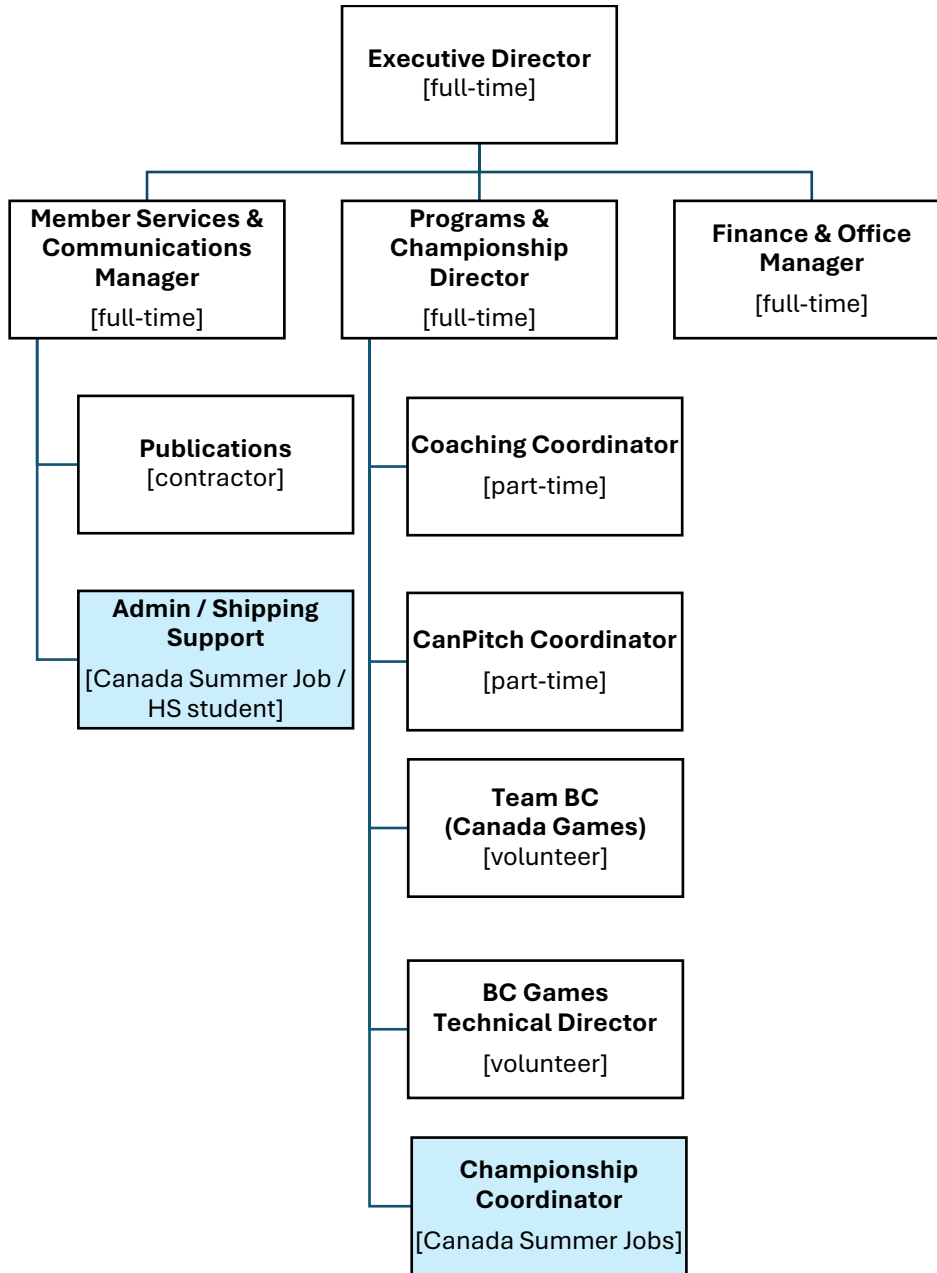 Executive Director
[full-time]
Member Services &
Communications
Manager
[full-time]
Programs &
Championship
Director
[full-time]
Finance & Office
Manager
[full-time]
Publications
[contractor]
Admin / Shipping
Support
[Canada Summer Job /
HS student]
Coaching Coordinator
[part-time]
CanPitch Coordinator
[part-time]
Team BC
(Canada Games)
[volunteer]
BC Games
Technical Director
[volunteer]
Championship
Coordinator
[Canada Summer Jobs]